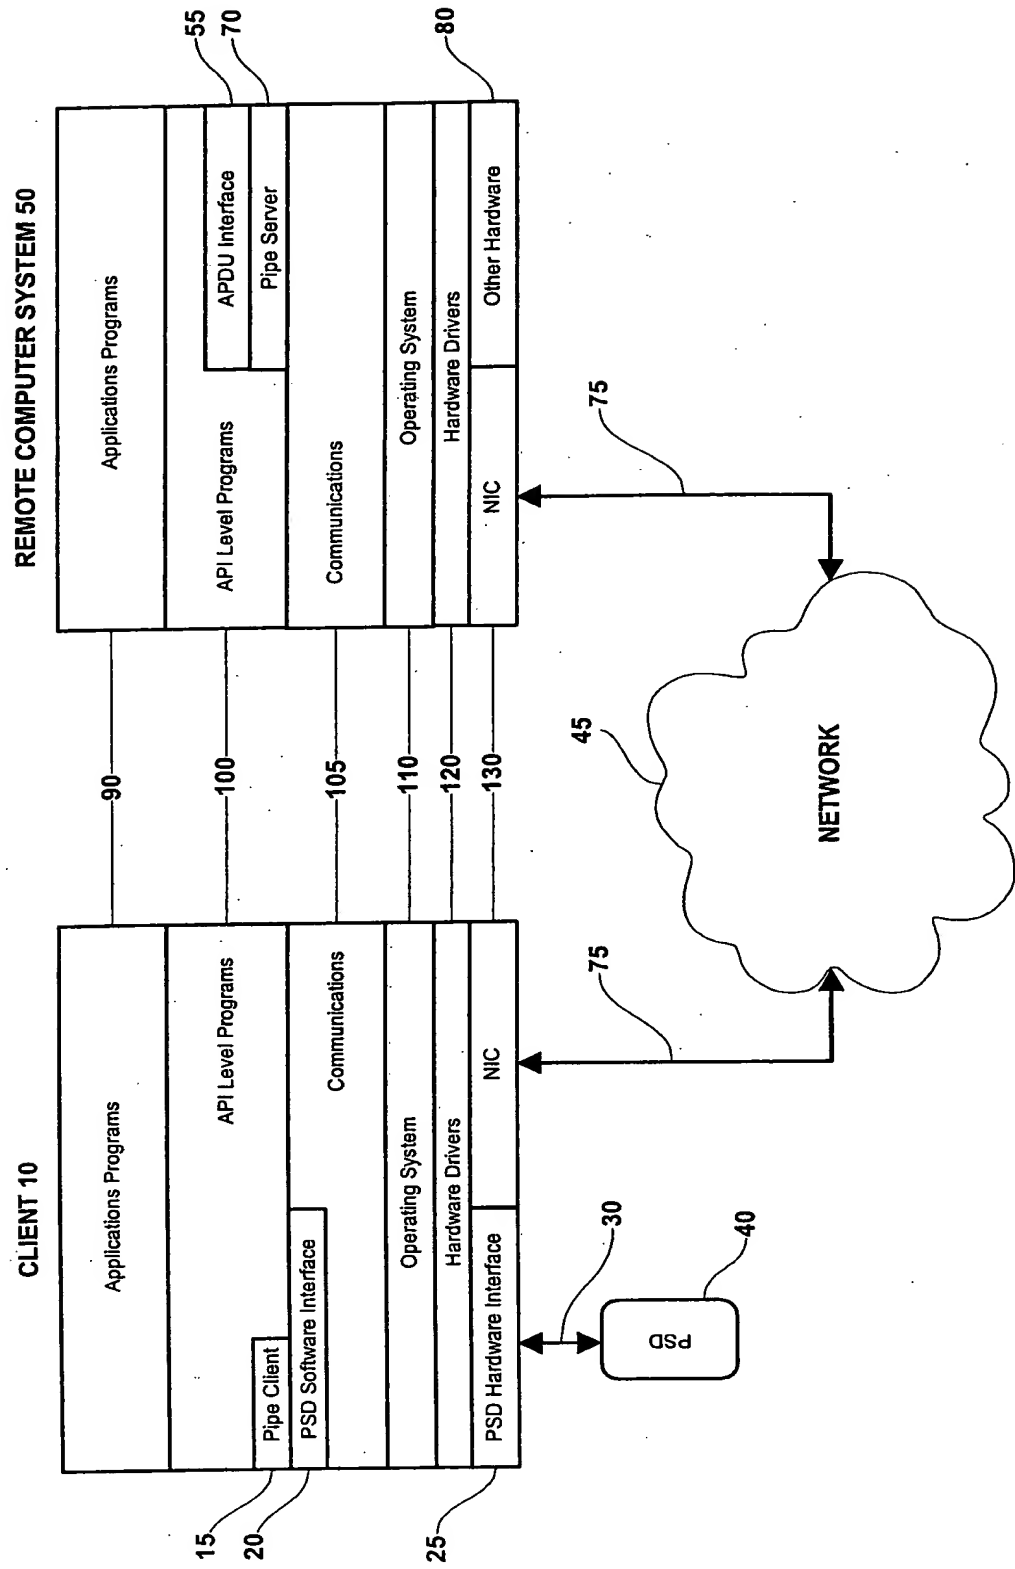 CLIENT 10
REMOTE COMPUTER SYSTEM 50
Applications Programs
90
Applications Programs
API Level Programs
100
API Level Programs
55
APDU Interface
70
Pipe Server
15
Pipe Client
20
PSD Software Interface
Communications
105
Communications
Operating System
110
Operating System
Hardware Drivers
120
Hardware Drivers
25
PSD Hardware Interface
NIC
130
NIC
Other Hardware
80
30
PSD
40
75
75
45
NETWORK